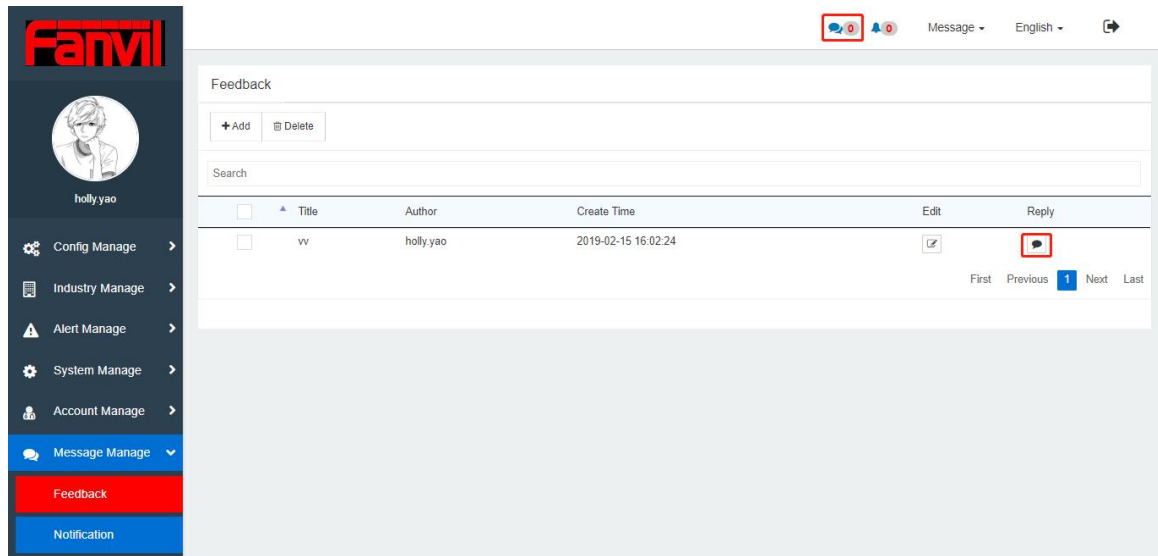 Fanvil
0 0 Message English
holly.yao
Feedback
Add Delete
Search
Title Author Create Time Edit Reply
vv holly.yao 2019-02-15 16:02:24
First Previous 1 Next Last
Config Manage
Industry Manage
Alert Manage
System Manage
Account Manage
Message Manage
Feedback
Notification